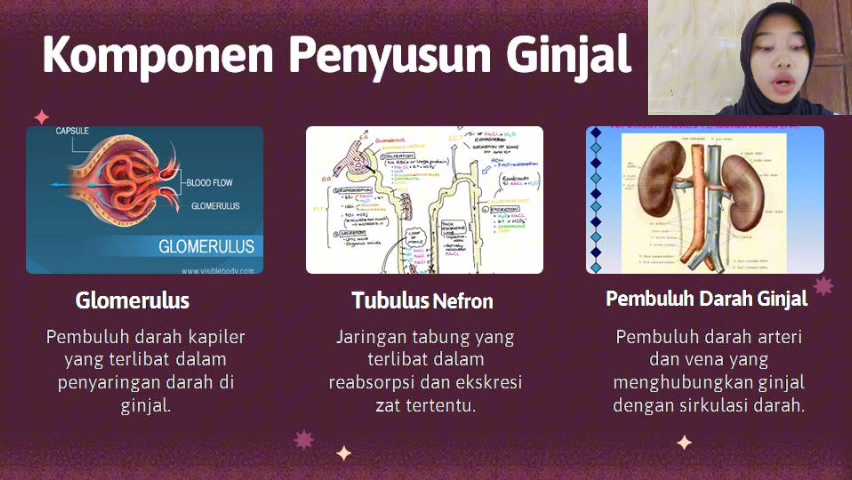 Komponen Penyusun Ginjal
CAPSULE
BLOOD FLOW
GLOMERULUS
GLOMERULUS
www.visiblebody.com
Glomerulus
Pembuluh darah kapiler
yang terlibat dalam
penyaringan darah di
ginjal.
Tubulus Nefron
Jaringan tabung yang
terlibat dalam
reabsorpsi dan ekskresi
zat tertentu.
Pembuluh Darah Ginjal
Pembuluh darah arteri
dan vena yang
menghubungkan ginjal
dengan sirkulasi darah.